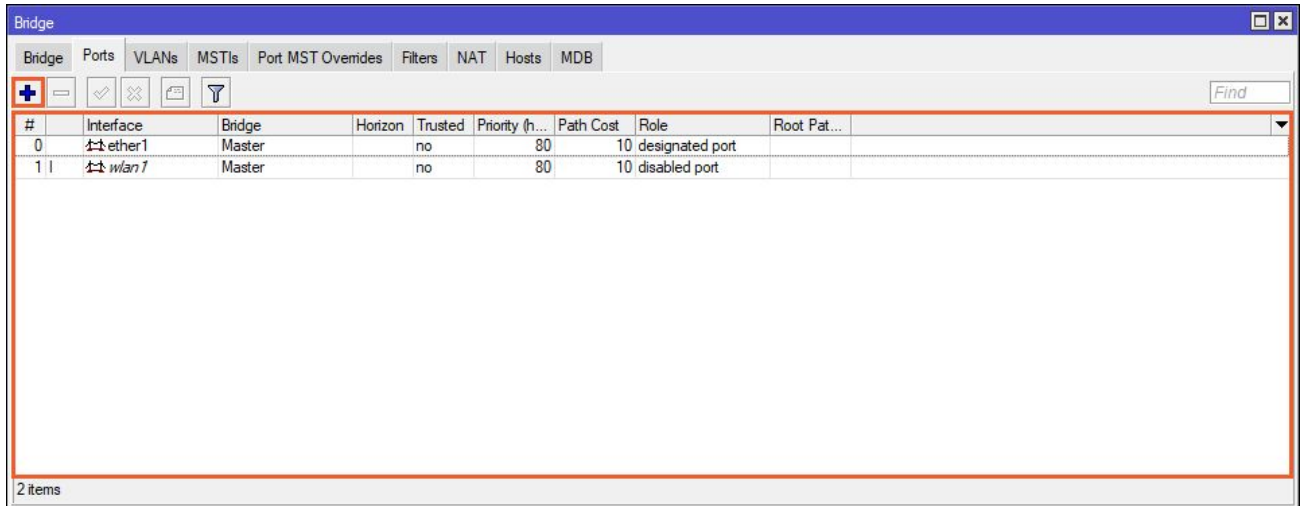 Bridge
Bridge Ports VLANs MSTIs Port MST Overrides Filters NAT Hosts MDB
Find
# Interface Bridge Horizon Trusted Priority (h... Path Cost Role Root Pat...
0 ether1 Master no 80 10 designated port
1 I wlan1 Master no 80 10 disabled port
2 items